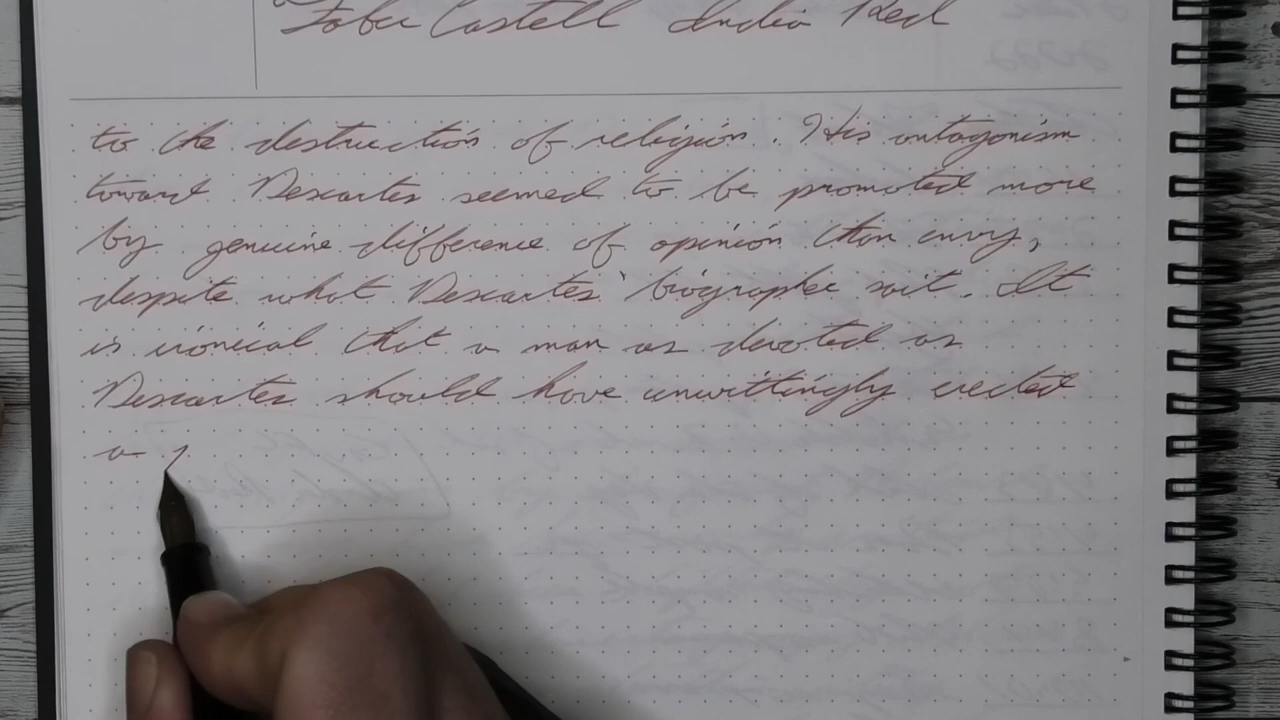 Faber Castell India Red
to the destruction of religion. His antagonism
toward Descartes seemed to be promoted more
by genuine difference of opinion than envy,
despite what Descartes' biographer said. It
is ironical that a man as devoted as
Descartes should have unwittingly erected
a